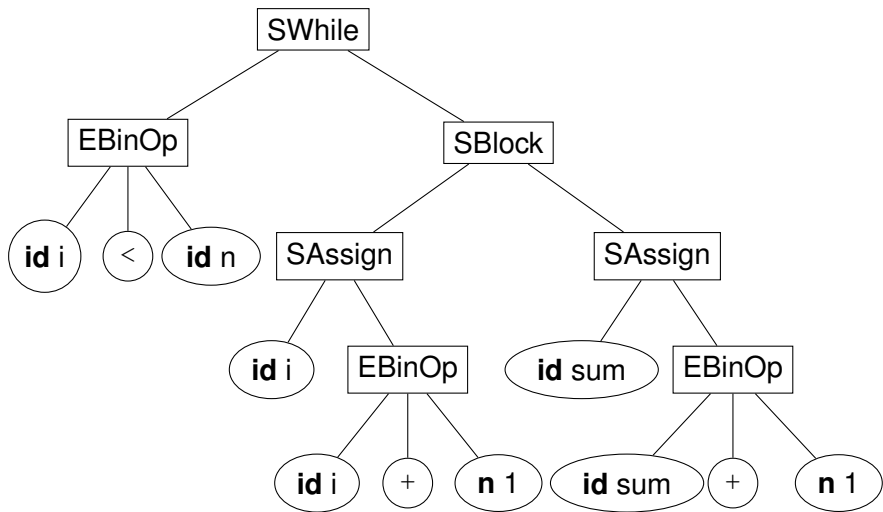 SWhile
EBinOp SBlock
id i < id n SAssign SAssign
id i EBinOp id sum EBinOp
id i + n 1 id sum + n 1